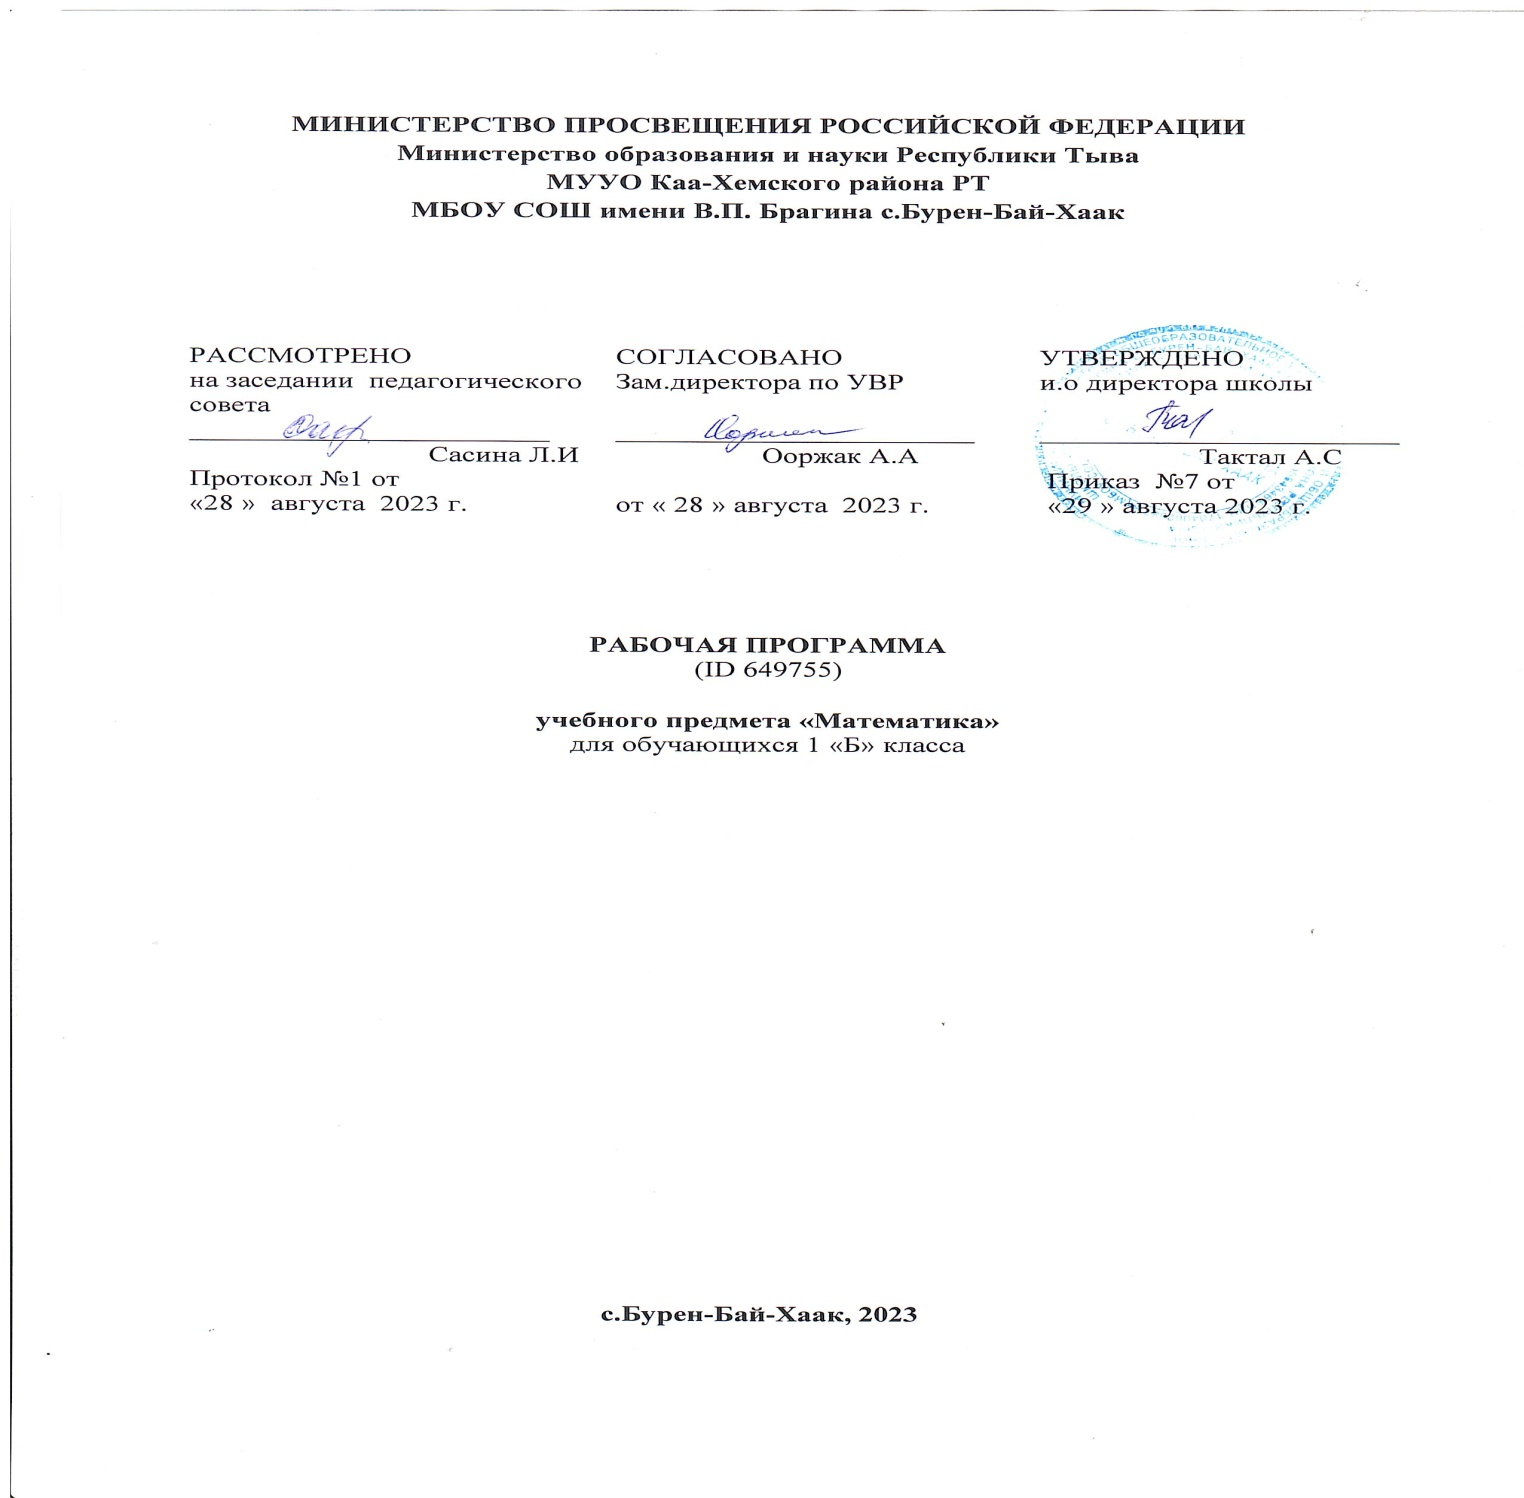 МИНИСТЕРСТВО ПРОСВЕЩЕНИЯ РОССИЙСКОЙ ФЕДЕРАЦИИ
Министерство образования и науки Республики Тыва
МУУО Каа-Хемского района РТ
МБОУ СОШ имени В.П. Брагина с.Бурен-Бай-Хаак
РАССМОТРЕНО
на заседании педагогического
совета
Сасина Л.И
Протокол №1 от
«28 » августа 2023 г.
СОГЛАСОВАНО
Зам.директора по УВР
Ооржак А.А
от « 28 » августа 2023 г.
УТВЕРЖДЕНО
и.о директора школы
Тактал А.С
Приказ №7 от
«29 » августа 2023 г.
РАБОЧАЯ ПРОГРАММА
(ID 649755)
учебного предмета «Математика»
для обучающихся 1 «Б» класса
с.Бурен-Бай-Хаак, 2023